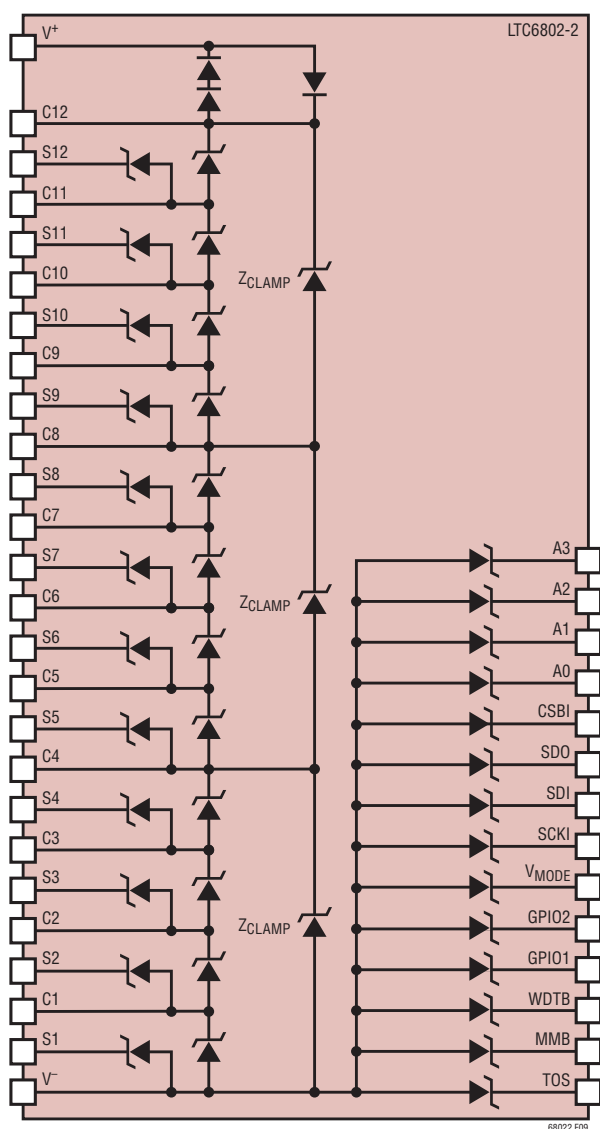 LTC6802-2
V+
C12
S12
C11
S11
C10
S10
C9
S9
C8
S8
C7
S7
C6
S6
C5
S5
C4
S4
C3
S3
C2
S2
C1
S1
V–
ZCLAMP
ZCLAMP
ZCLAMP
A3
A2
A1
A0
CSBI
SDO
SDI
SCKI
VMODE
GPIO2
GPIO1
WDTB
MMB
TOS
68022 F09